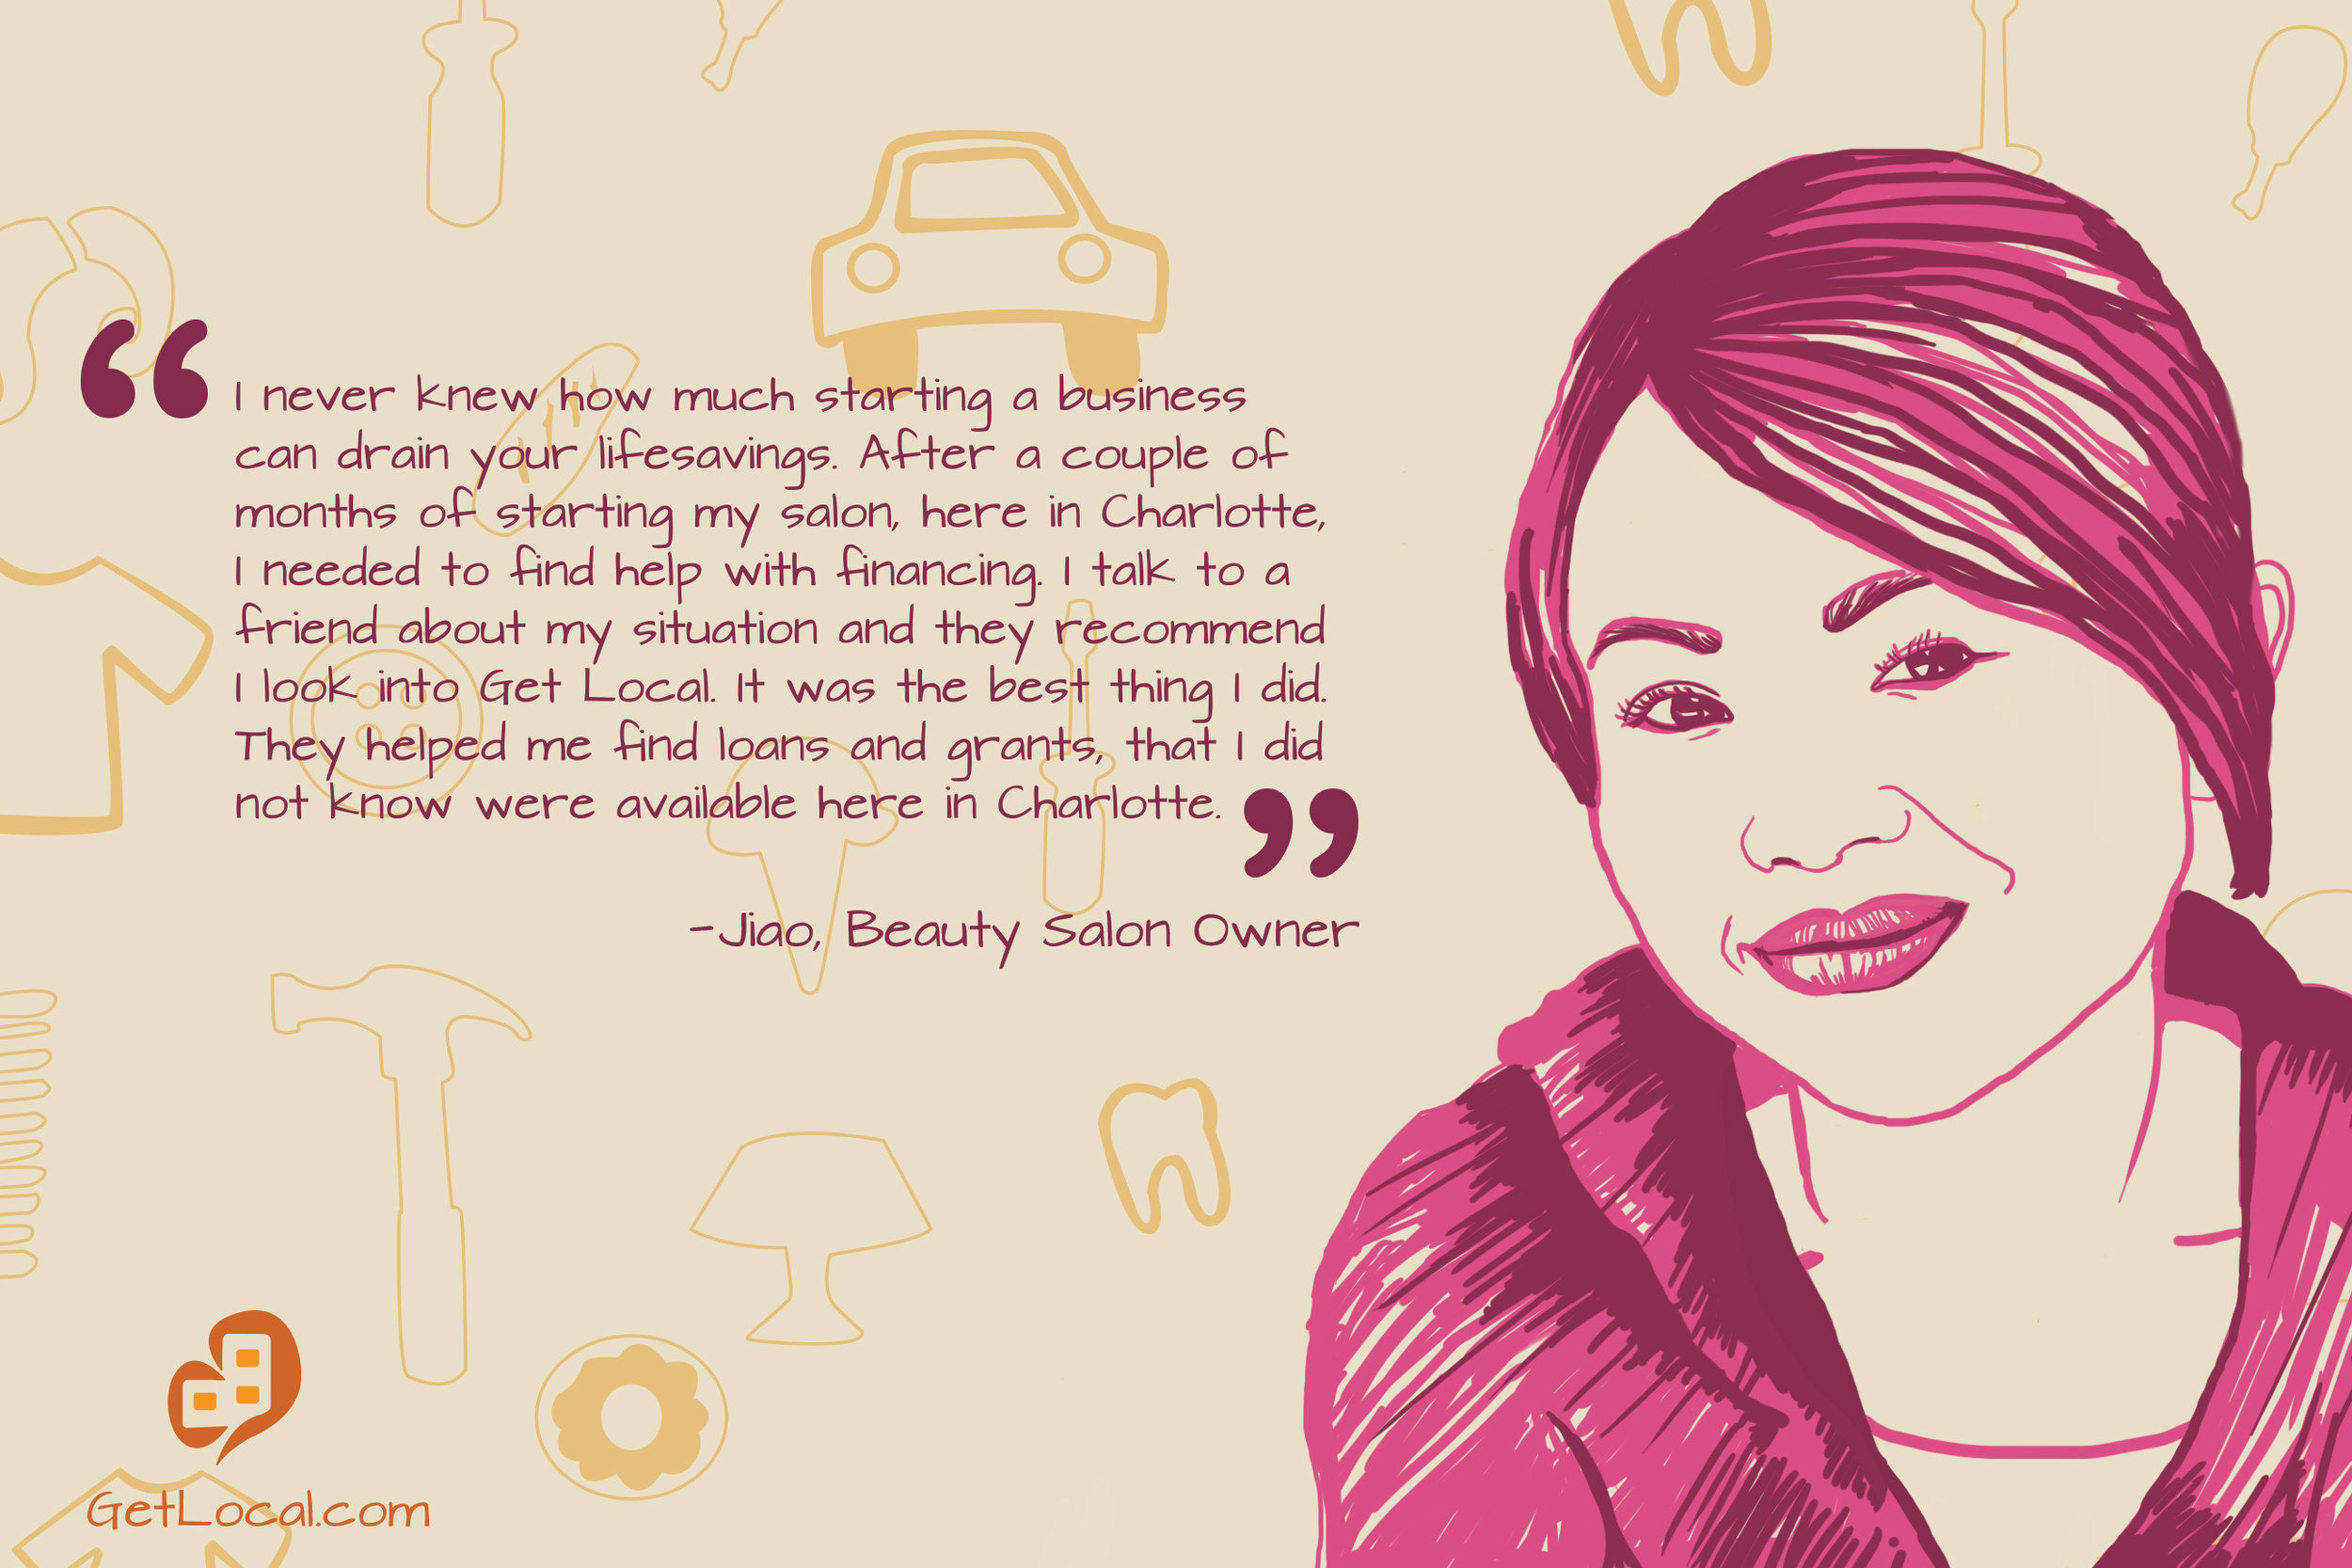 “ I never knew how much starting a business
can drain your lifesavings. After a couple of
months of starting my salon, here in Charlotte,
I needed to find help with financing. I talk to a
friend about my situation and they recommend
I look into Get Local. It was the best thing I did.
They helped me find loans and grants, that I did
not know were available here in Charlotte. ”
-Jiao, Beauty Salon Owner
GetLocal.com